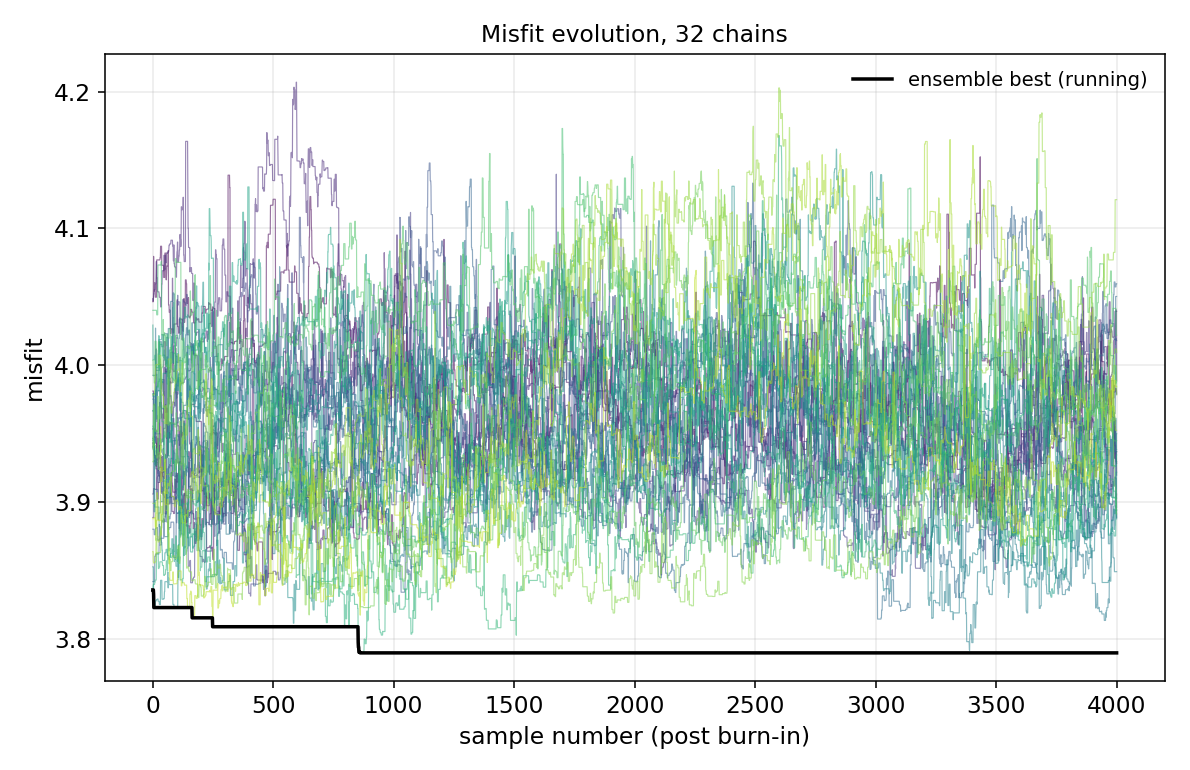 Misfit evolution, 32 chains
ensemble best (running)
4.2
4.1
4.0
3.9
3.8
misfit
0 500 1000 1500 2000 2500 3000 3500 4000
sample number (post burn-in)